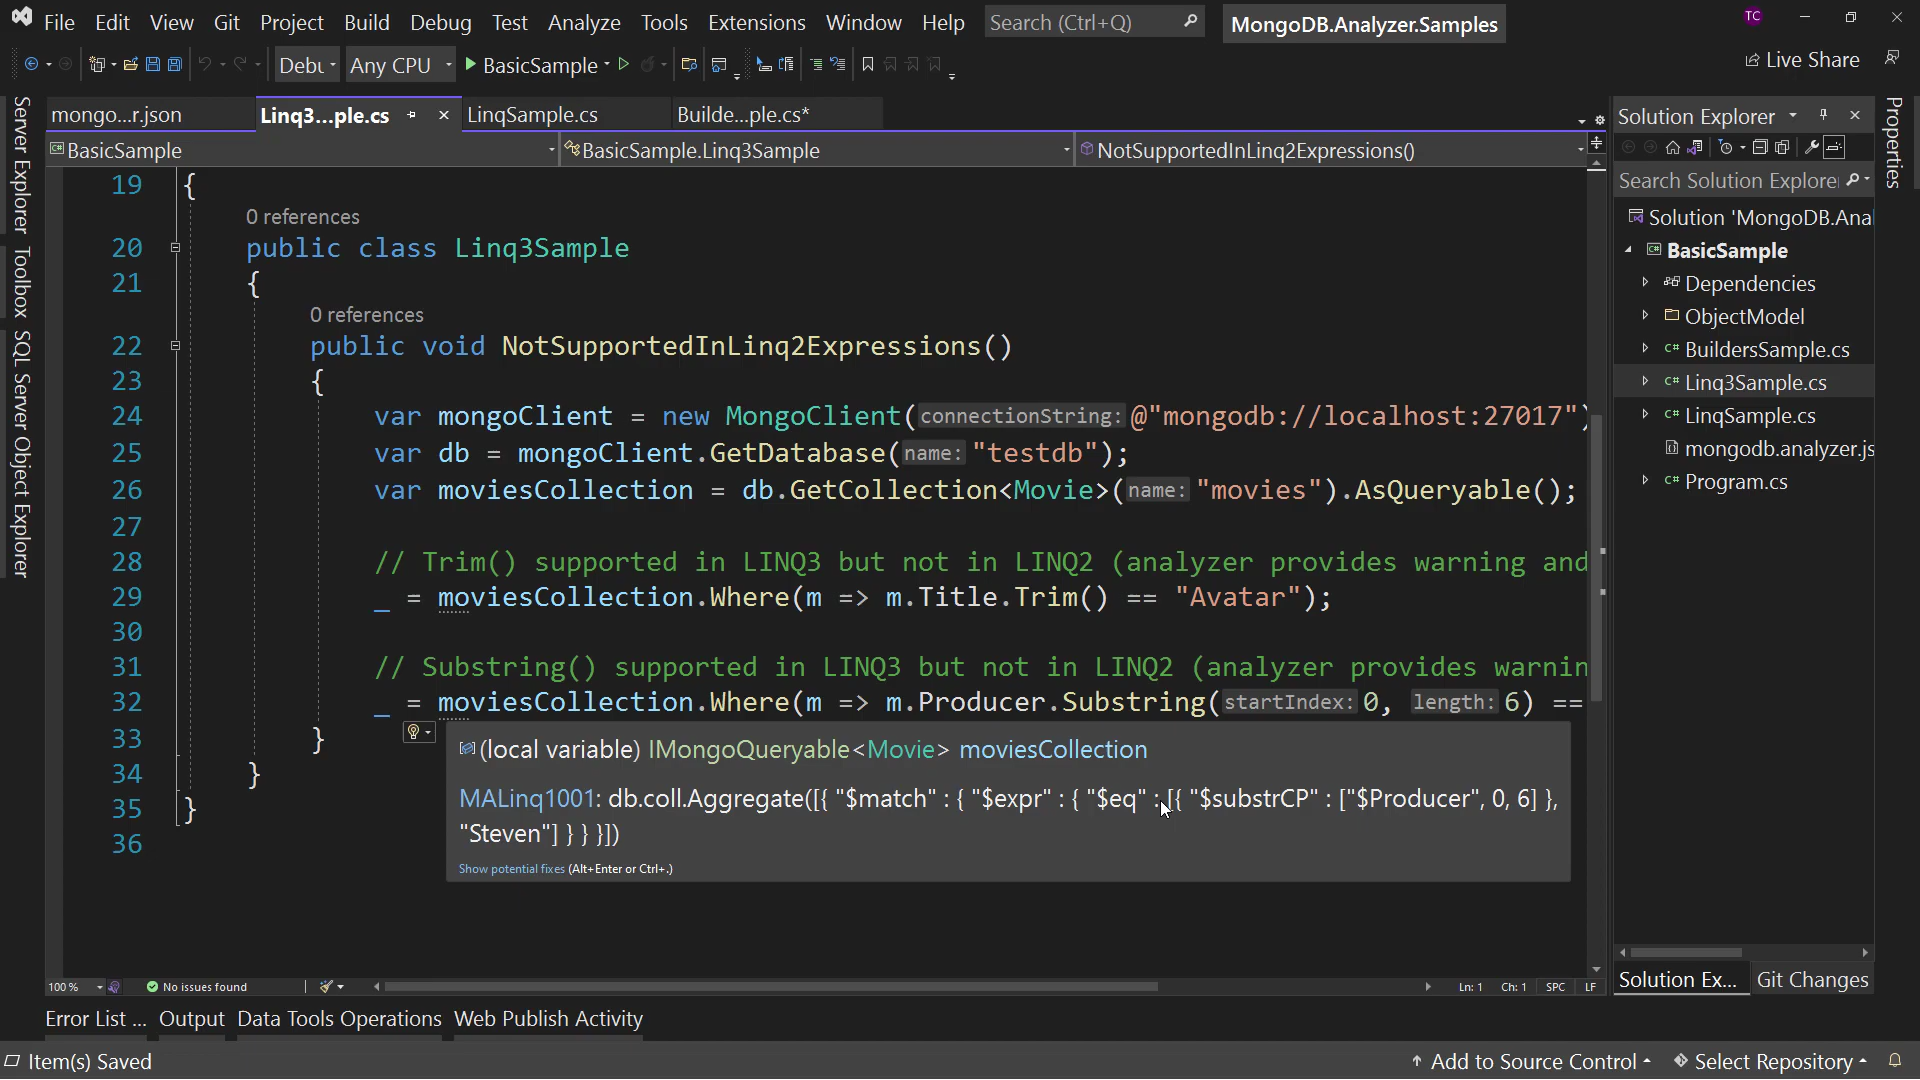 File Edit View Git Project Build Debug Test Analyze Tools Extensions Window Help Search (Ctrl+Q) MongoDB.Analyzer.Samples TC
Debu Any CPU BasicSample Live Share
mongo...r.json Linq3...ple.cs LinqSample.cs Builde...ple.cs*
BasicSample BasicSample.Linq3Sample NotSupportedInLinq2Expressions()
Server Explorer
Toolbox
SQL Server Object Explorer
19 {
0 references
20 public class Linq3Sample
21 {
0 references
22 public void NotSupportedInLinq2Expressions()
23 {
24 var mongoClient = new MongoClient(connectionString: @"mongodb://localhost:27017")
25 var db = mongoClient.GetDatabase(name: "testdb");
26 var moviesCollection = db.GetCollection<Movie>(name: "movies").AsQueryable();
27
28 // Trim() supported in LINQ3 but not in LINQ2 (analyzer provides warning and
29 _ = moviesCollection.Where(m => m.Title.Trim() == "Avatar");
30
31 // Substring() supported in LINQ3 but not in LINQ2 (analyzer provides warnin
32 _ = moviesCollection.Where(m => m.Producer.Substring(startIndex: 0, length: 6) ==
33 }
34 }
35 }
36
(local variable) IMongoQueryable<Movie> moviesCollection
MALinq1001: db.coll.Aggregate([{ "$match" : { "$expr" : { "$eq" : [{ "$substrCP" : ["$Producer", 0, 6] },
"Steven"] } } }])
Show potential fixes (Alt+Enter or Ctrl+.)
100 % No issues found Ln: 1 Ch: 1 SPC LF
Solution Explorer
Search Solution Explorer
Solution 'MongoDB.Ana
BasicSample
Dependencies
ObjectModel
C# BuildersSample.cs
C# Linq3Sample.cs
C# LinqSample.cs
mongodb.analyzer.js
C# Program.cs
Solution Ex... Git Changes
Properties
Error List ... Output Data Tools Operations Web Publish Activity
Item(s) Saved Add to Source Control Select Repository